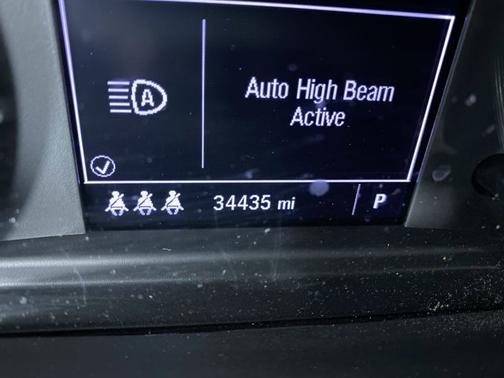 A
Auto High Beam
Active
34435 mi
P